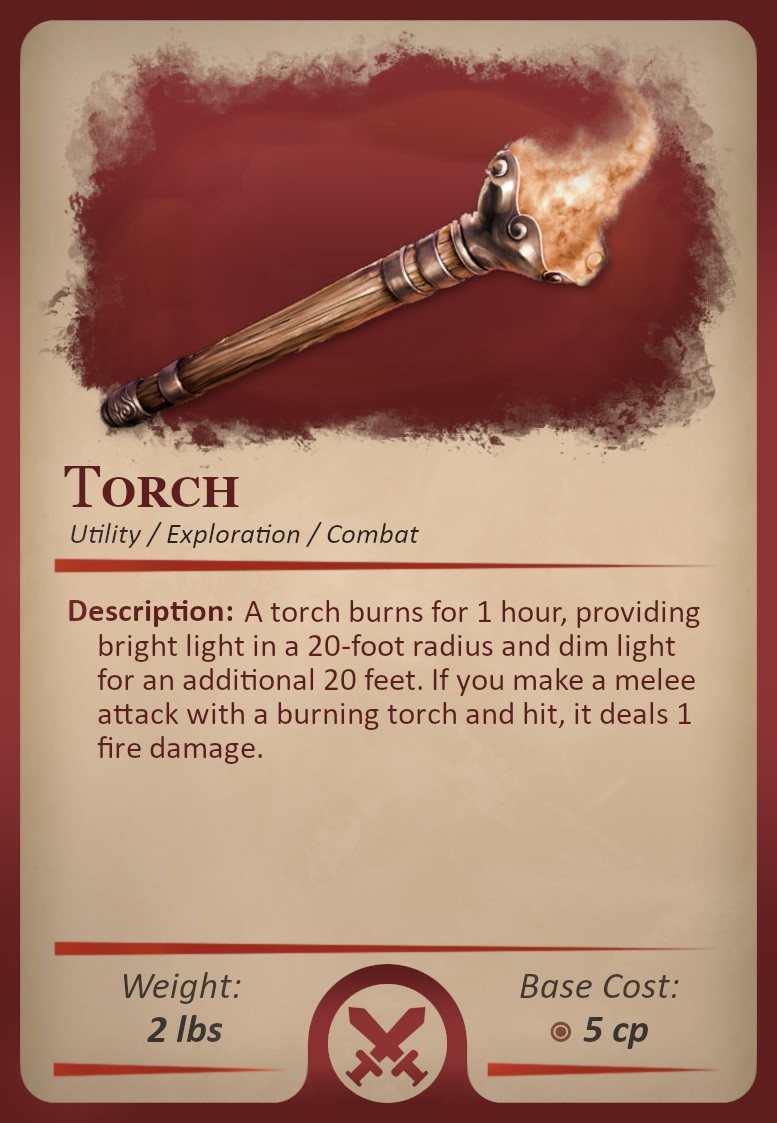 Torch
Utility / Exploration / Combat
Description: A torch burns for 1 hour, providing
bright light in a 20-foot radius and dim light
for an additional 20 feet. If you make a melee
attack with a burning torch and hit, it deals 1
fire damage.
Weight:
2 lbs
Base Cost:
5 cp